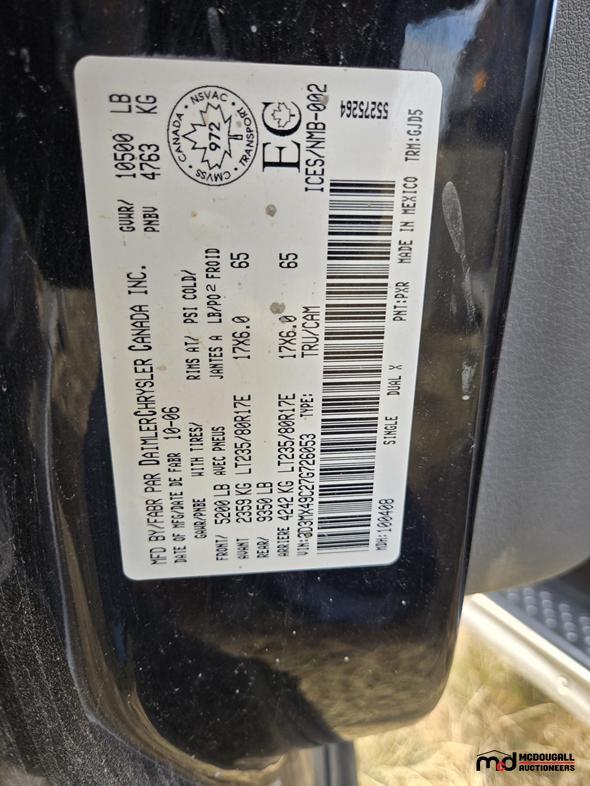 MFD BY/FABR PAR DAIMLERCHRYSLER CANADA INC.
DATE OF MFG/DATE DE FABR 10-06
GVWR/ 10500 LB
PNBV 4763 KG
GAWR/ WITH TIRES/ RIMS AT/ PSI COLD/
PNBE AVEC PNEUS JANTES A LB/PO² FROID
FRONT/ 5200 LB
AVANT 2359 KG LT235/80R17E 17X6.0 65
REAR/ 9350 LB
ARRIERE 4242 KG LT235/80R17E 17X6.0 65
VIN: 3D3MX49C27G726053 TYPE: TRU/CAM
ICES/NMB-002
MDH: 100408 SINGLE DUAL X PNT: PXR MADE IN MEXICO TRM: GJD5
55275264
CANADA • NSVAC • TRANSPORT • CMVSS
972
EC
MCDOUGALL
AUCTIONEERS